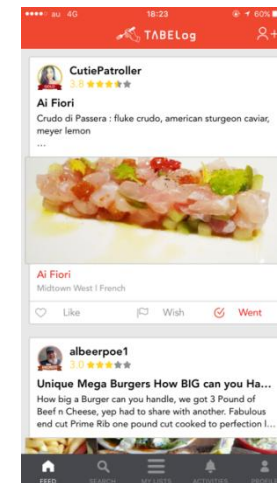 au 4G 18:23 60%
TABELog
CutiePatroller
3.8
Ai Fiori
Crudo di Passera : fluke crudo, american sturgeon caviar,
meyer lemon
...
Ai Fiori
Midtown West | French
Like Wish Went
albeerpoe1
3.0
Unique Mega Burgers How BIG can you Ha...
How big a Burger can you handle, we got 3 Pound of
Beef n Cheese, yep had to share with another. Fabulous
end cut Prime Rib one pound cut cooked to perfection I...
FEED SEARCH MY LISTS ACTIVITIES PROFILE